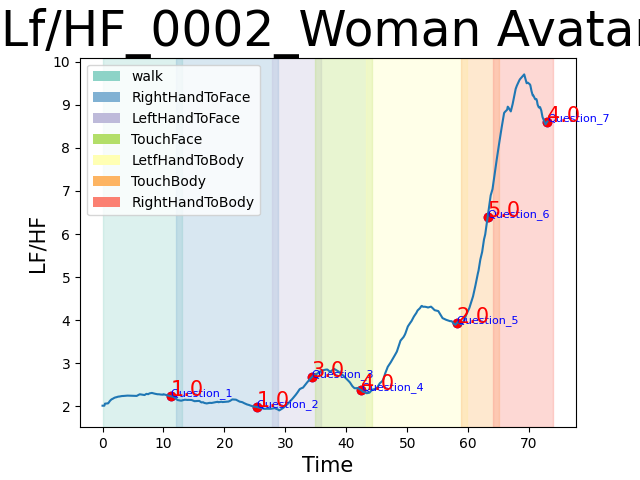 Lf/HF_0002_Woman Avatar
walk
RightHandToFace
LeftHandToFace
TouchFace
LetfHandToBody
TouchBody
RightHandToBody
10
9
8
7
6
5
4
3
2
LF/HF
0 10 20 30 40 50 60 70
Time
1.0
Question_1
1.0
Question_2
3.0
Question_3
4.0
Question_4
2.0
Question_5
5.0
Question_6
4.0
Question_7